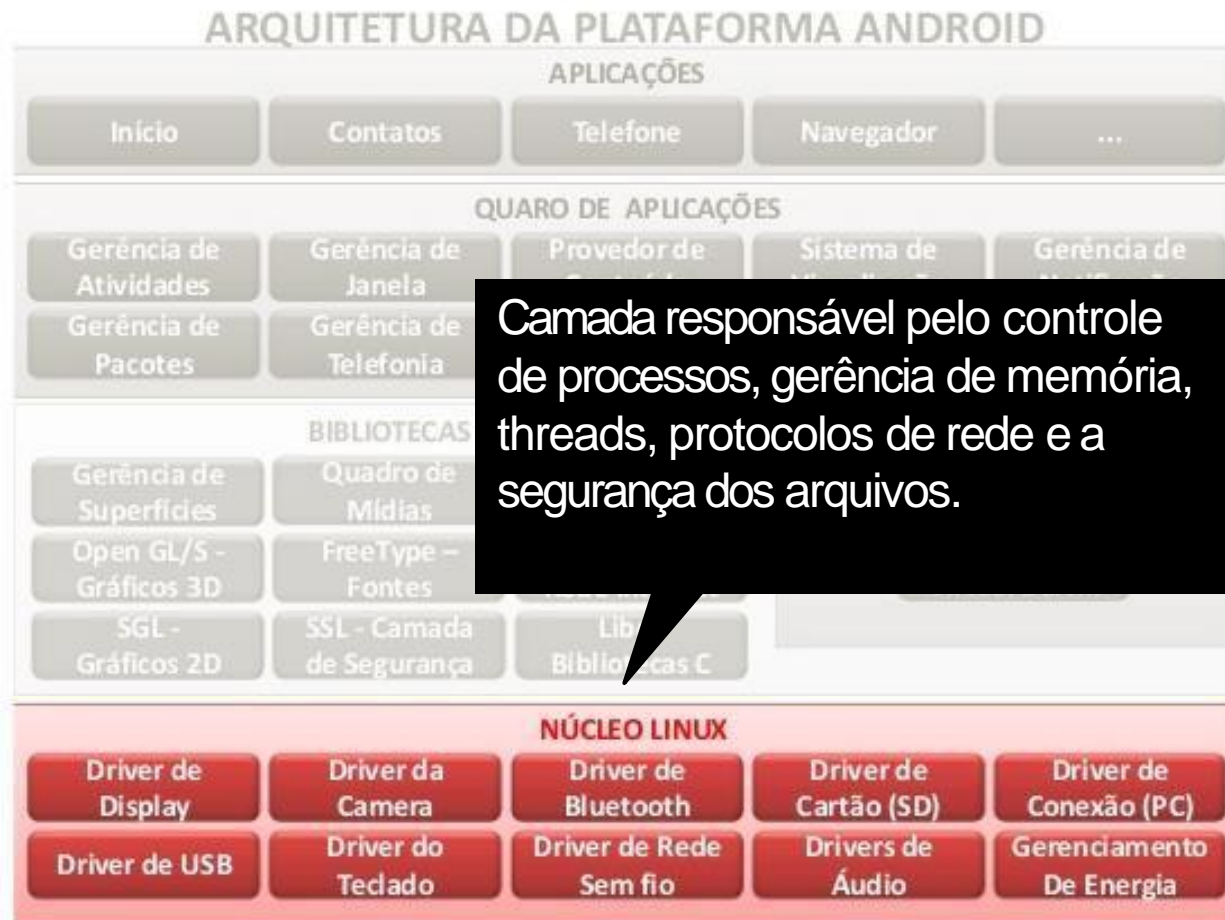 ARQUITETURA DA PLATAFORMA ANDROID
APLICAÇÕES
Início
Contatos
Telefone
Navegador
...
QUARO DE APLICAÇÕES
Gerência de
Atividades
Gerência de
Janela
Provedor de
Sistema de
Gerência de
Gerência de
Pacotes
Gerência de
Telefonia
Camada responsável pelo controle
de processos, gerência de memória,
threads, protocolos de rede e a
segurança dos arquivos.
BIBLIOTECAS
Gerência de
Superfícies
Quadro de
Mídias
Open GL/S -
Gráficos 3D
FreeType –
Fontes
SGL -
Gráficos 2D
SSL - Camada
de Segurança
Lib
C
NÚCLEO LINUX
Driver de
Display
Driver da
Camera
Driver de
Bluetooth
Driver de
Cartão (SD)
Driver de
Conexão (PC)
Driver de USB
Driver do
Teclado
Driver de Rede
Sem fio
Drivers de
Áudio
Gerenciamento
De Energia